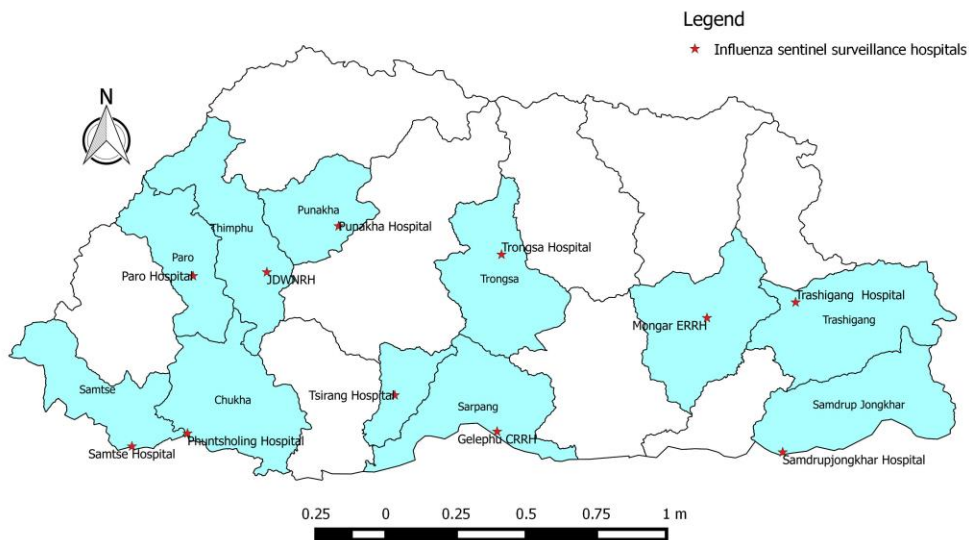 Legend
Influenza sentinel surveillance hospitals
N
Punakha
Punakha Hospital
Thimphu
Trongsa Hospital
Paro
Paro Hospital
JDWNRH
Trongsa
Trashigang Hospital
Mongar ERRH
Trashigang
Samtse
Chukha
Tsirang Hospital
Sarpang
Samdrup Jongkhar
Phuntsholing Hospital
Gelephu CRRH
Samtse Hospital
Samdrupjongkhar Hospital
0.25 0 0.25 0.50 0.75 1 m